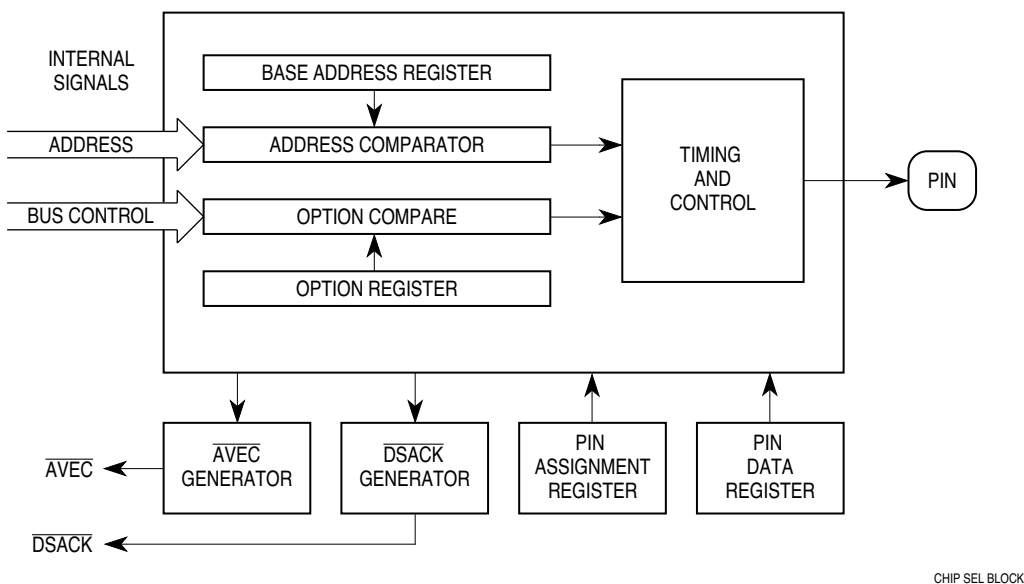 INTERNAL
SIGNALS
BASE ADDRESS REGISTER
ADDRESS
ADDRESS COMPARATOR
TIMING
AND
CONTROL
PIN
BUS CONTROL
OPTION COMPARE
OPTION REGISTER
AVEC
AVEC
GENERATOR
DSACK
GENERATOR
PIN
ASSIGNMENT
REGISTER
PIN
DATA
REGISTER
DSACK
CHIP SEL BLOCK